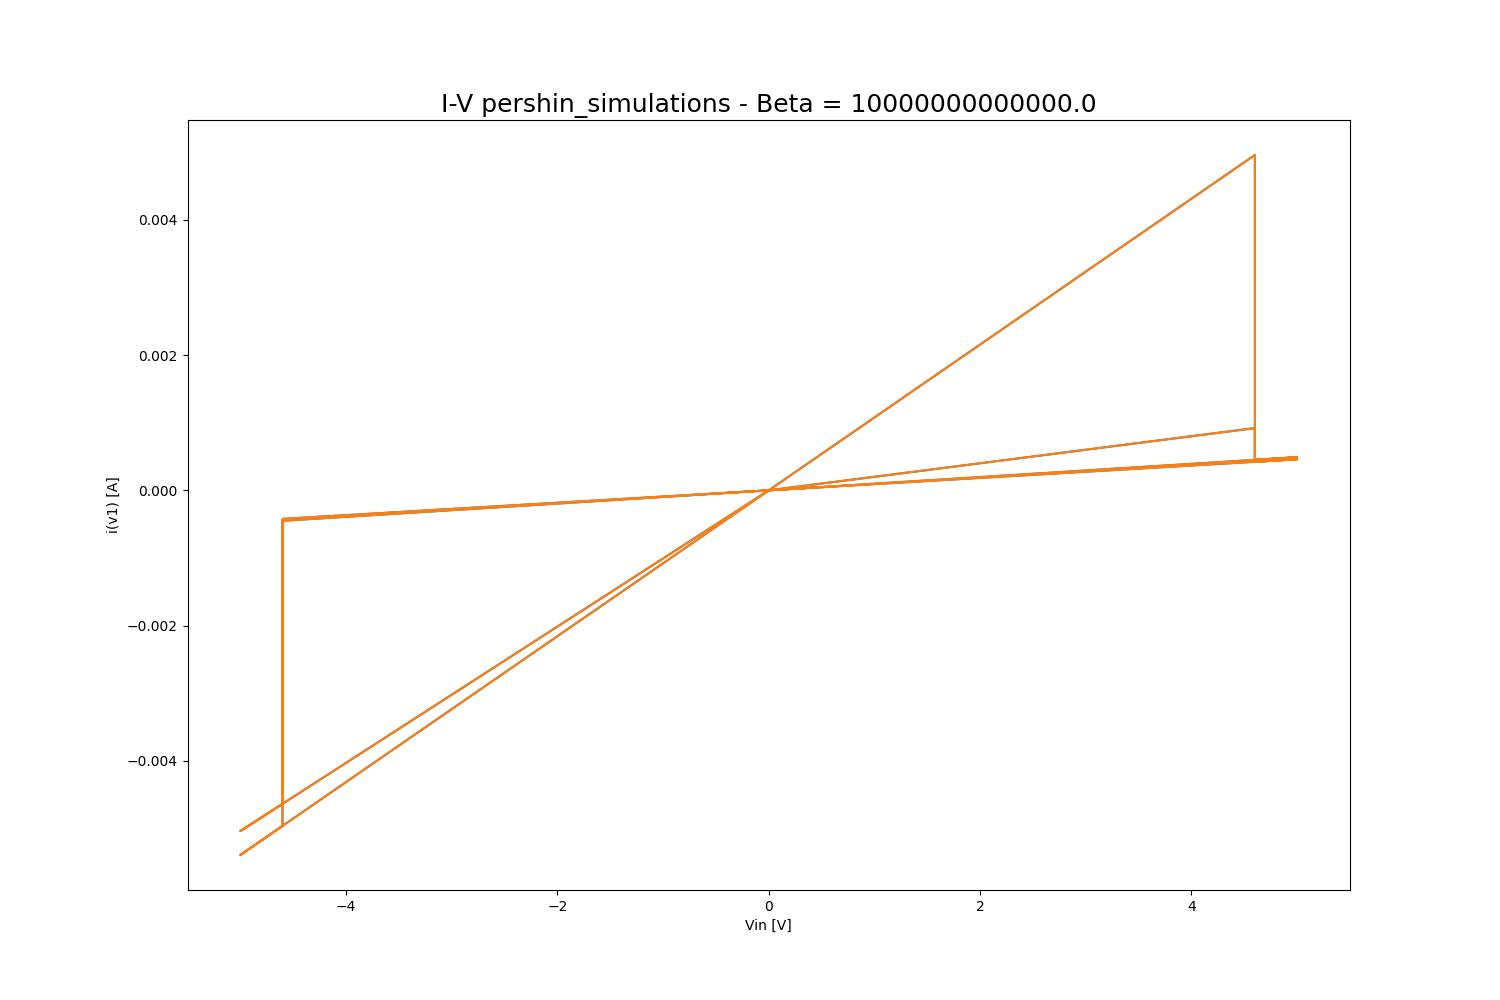 I-V pershin_simulations - Beta = 10000000000000.0
0.004
0.002
0.000
−0.002
−0.004
i(v1) [A]
−4 −2 0 2 4
Vin [V]